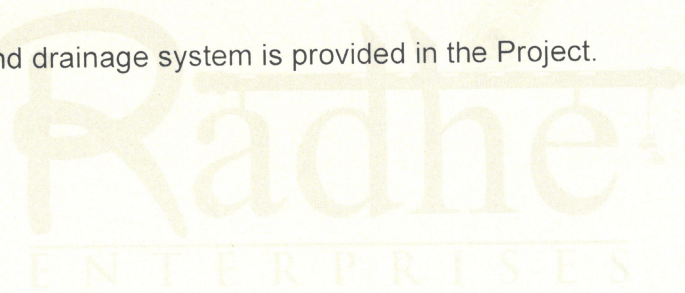 nd drainage system is provided in the Project.
Radhe
ENTERPRISES